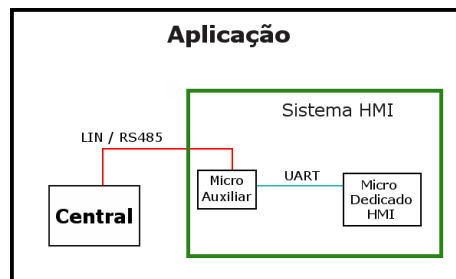 Aplicação
Sistema HMI
LIN / RS485
Micro
Auxiliar
UART
Micro
Dedicado
HMI
Central